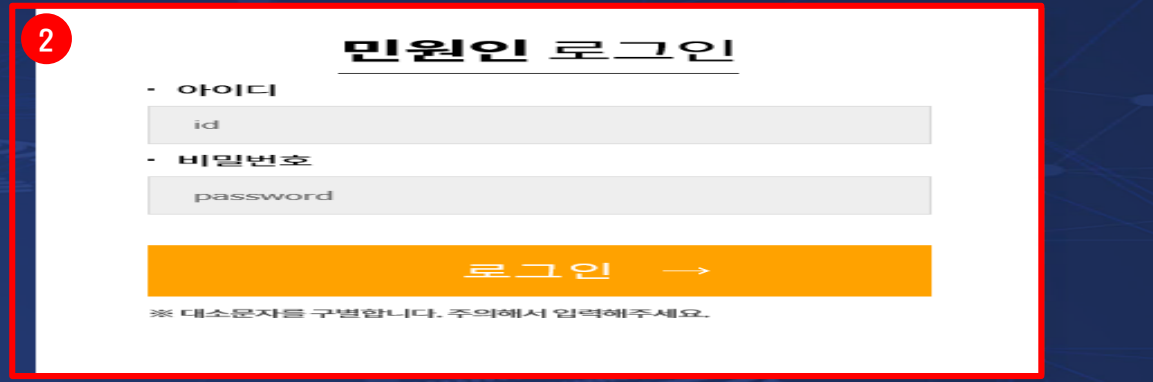 2
민원인 로그인
- 아이디
id
- 비밀번호
password
로그인 →
※ 대소문자를 구별합니다. 주의해서 입력해주세요.